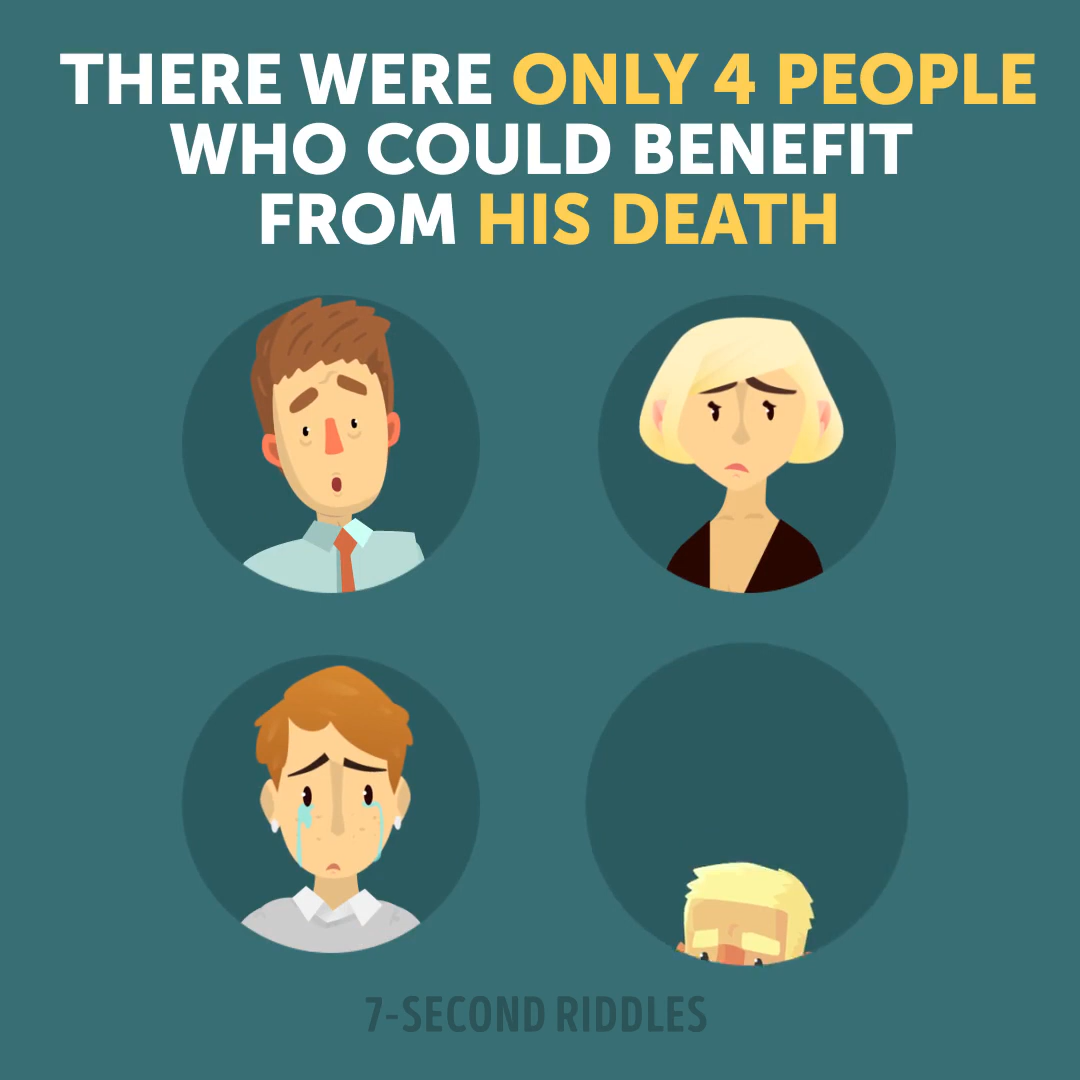 THERE WERE ONLY 4 PEOPLE
WHO COULD BENEFIT
FROM HIS DEATH
7-SECOND RIDDLES